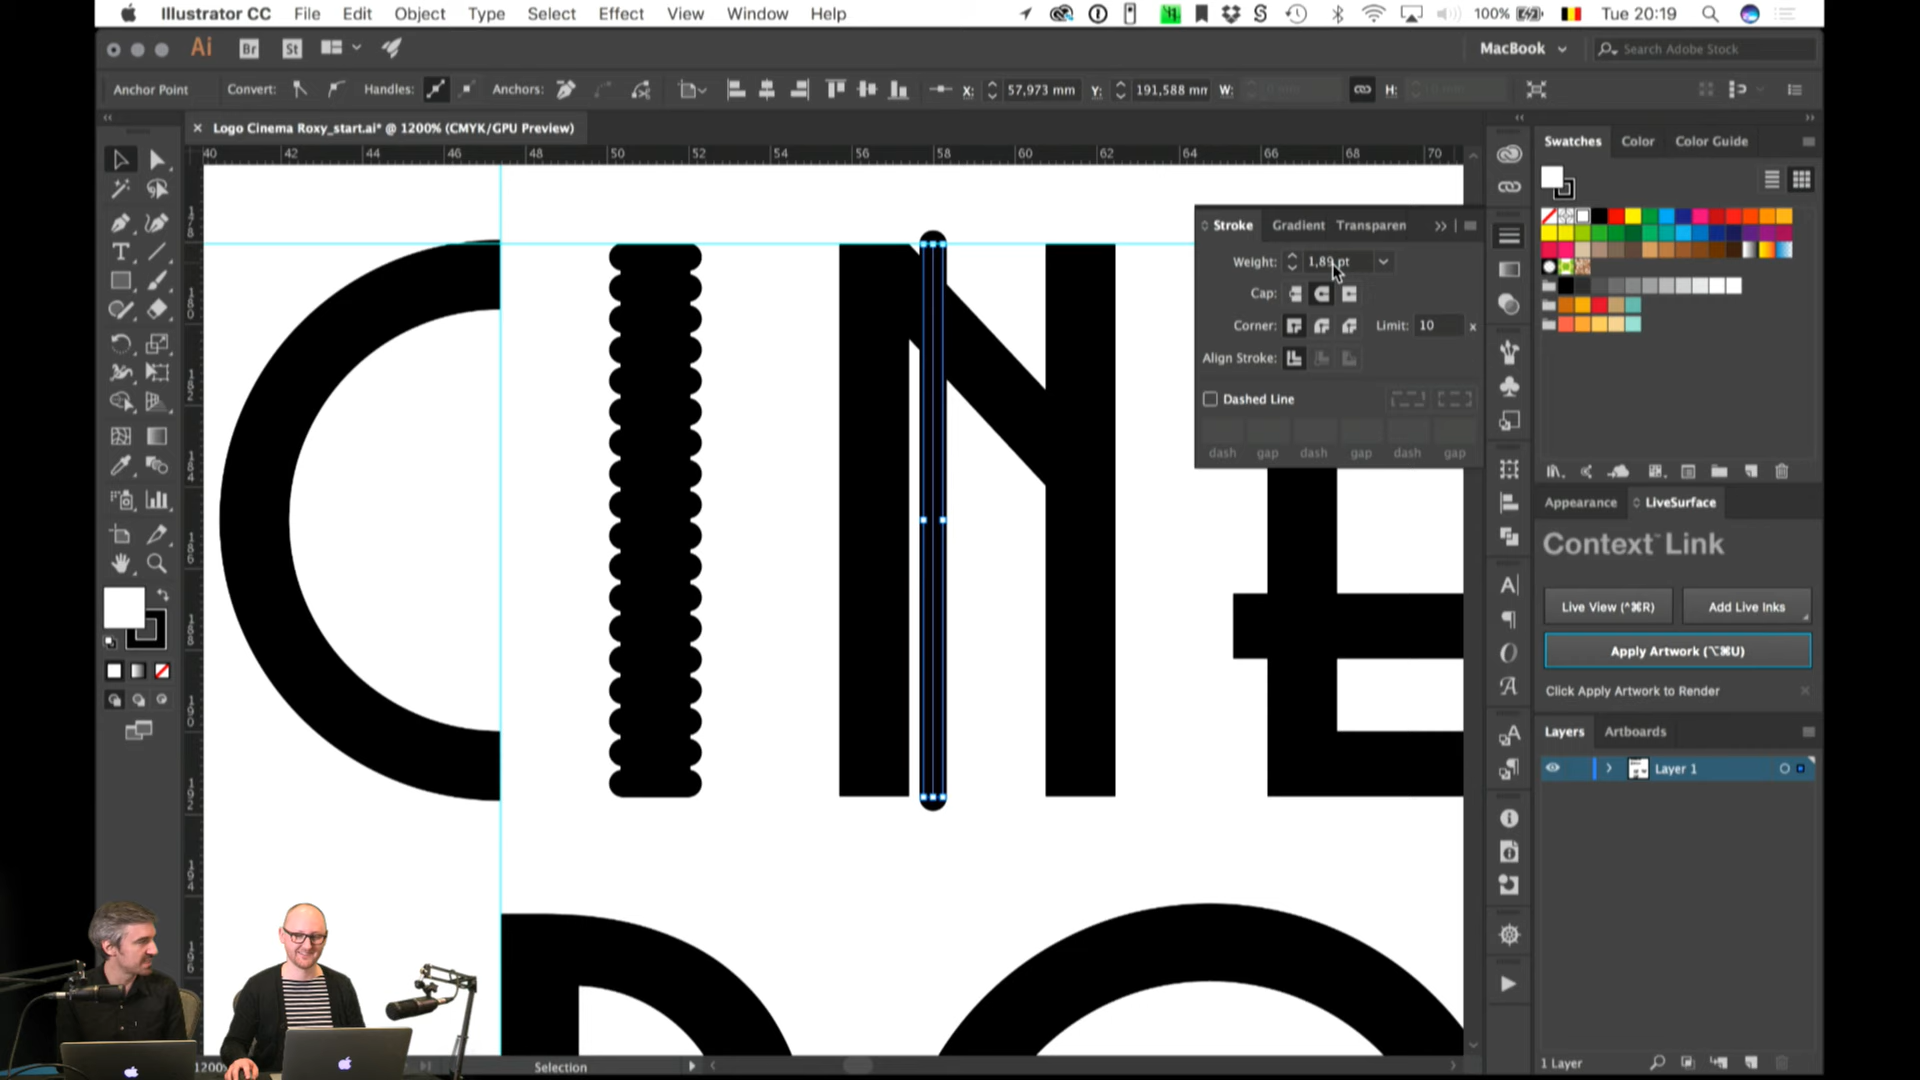 Illustrator CC File Edit Object Type Select Effect View Window Help 100% Tue 20:19
Ai Br St MacBook Search Adobe Stock
Anchor Point Convert: Handles: Anchors: X: 57,973 mm Y: 191,588 mm W: H:
Logo Cinema Roxy_start.ai* @ 1200% (CMYK/GPU Preview)
40 42 44 46 48 50 52 54 56 58 60 62 64 66 68 70
Swatches Color Color Guide
Stroke Gradient Transparen
Weight: 1,89 pt
Cap:
Corner: Limit: 10 x
Align Stroke:
Dashed Line
dash gap dash gap dash gap
CINE
Appearance LiveSurface
Context™ Link
Live View (^⌘R) Add Live Inks
Apply Artwork (⌥⌘U)
Click Apply Artwork to Render
Layers Artboards
Layer 1
1 Layer
1200% Selection